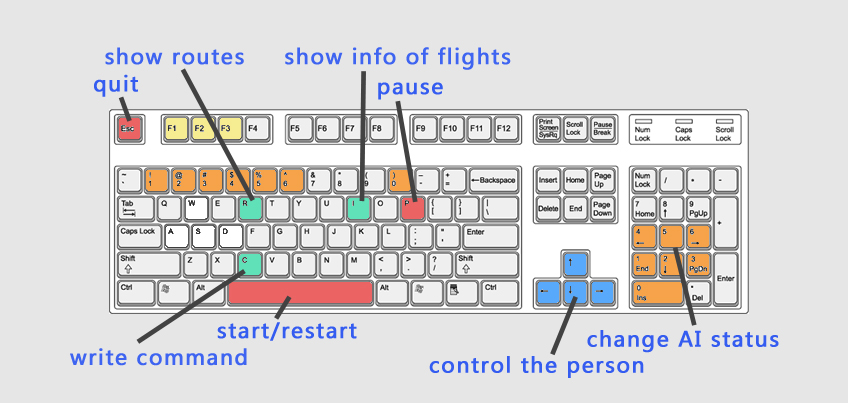 show routes
show info of flights
quit
pause
Esc
F1 F2 F3 F4 F5 F6 F7 F8 F9 F10 F11 F12
Print Screen SysRq
Scroll Lock
Pause Break
Num Lock
Caps Lock
Scroll Lock
~ `
! 1
@ 2
# 3
$ 4
% 5
^ 6
& 7
* 8
( 9
) 0
_ -
+ =
←Backspace
Insert Home Page Up
Num Lock / * -
Tab
Q W E R T Y U I O P { [ } ] | \
Delete End Page Down
7 Home
8 ↑
9 PgUp
+
Caps Lock
A S D F G H J K L : ; " ' Enter
4 ←
5
6 →
Shift
Z X C V B N M < , > . ? / Shift
↑
1 End
2 ↓
3 PgDn
Enter
Ctrl Alt Alt Ctrl
← ↓ →
0 Ins
. Del
start/restart
write command
control the person
change AI status